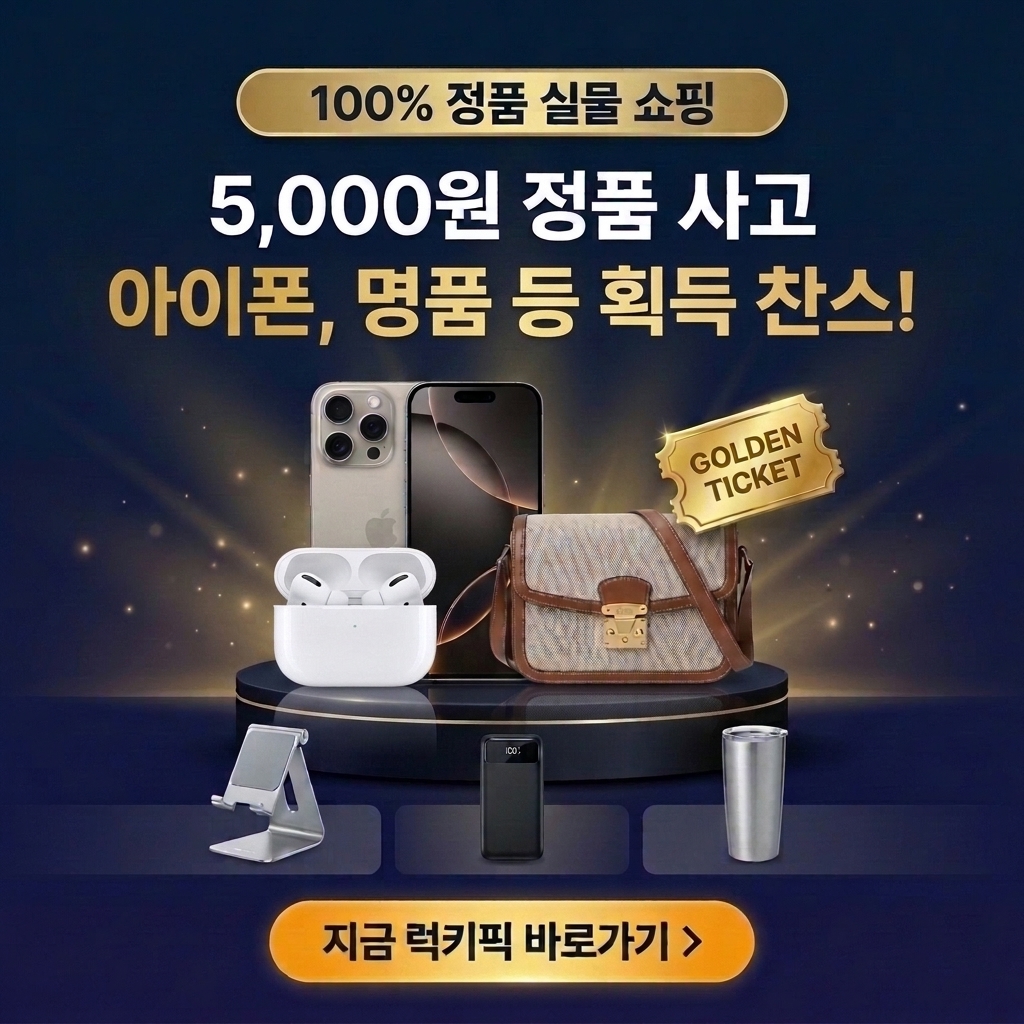 100% 정품 실물 쇼핑
5,000원 정품 사고
아이폰, 명품 등 획득 찬스!
GOLDEN
TICKET
100%
지금 럭키픽 바로가기 >